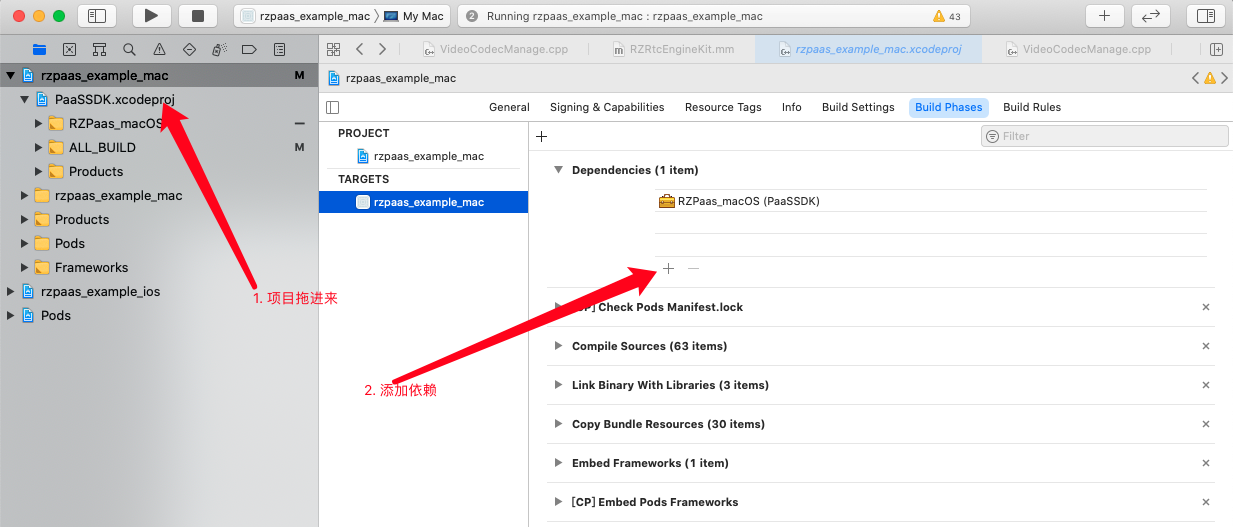 rzpaas_example_mac 〉 My Mac
Running rzpaas_example_mac : rzpaas_example_mac
2
43
VideoCodecManage.cpp
RZRtcEngineKit.mm
rzpaas_example_mac.xcodeproj
VideoCodecManage.cpp
rzpaas_example_mac M
PaaSSDK.xcodeproj
RZPaas_macOS
ALL_BUILD M
Products
rzpaas_example_mac
Products
Pods
Frameworks
rzpaas_example_ios
Pods
1. 项目拖进来
rzpaas_example_mac
General Signing & Capabilities Resource Tags Info Build Settings Build Phases Build Rules
PROJECT
rzpaas_example_mac
TARGETS
rzpaas_example_mac
Filter
Dependencies (1 item)
RZPaas_macOS (PaaSSDK)
2. 添加依赖
[CP] Check Pods Manifest.lock
Compile Sources (63 items)
Link Binary With Libraries (3 items)
Copy Bundle Resources (30 items)
Embed Frameworks (1 item)
[CP] Embed Pods Frameworks